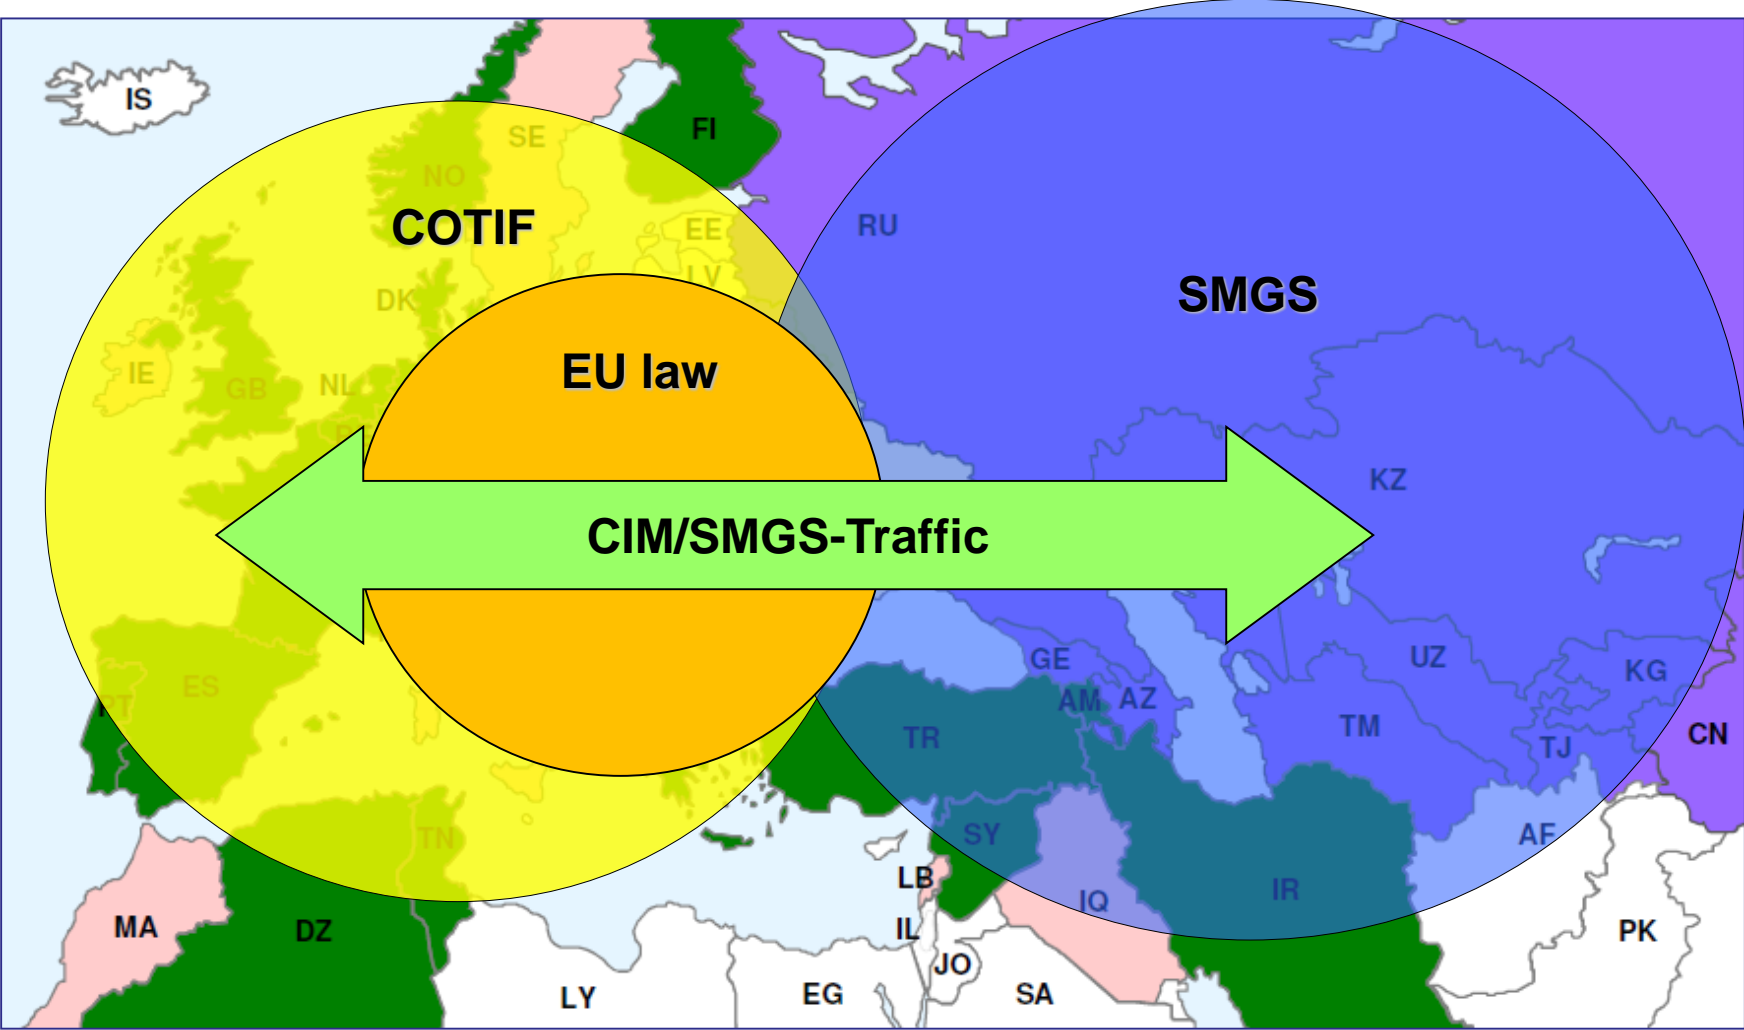 IS
FI
SE
NO
COTIF
RU
EE
LV
SMGS
DK
EU law
IE
GB
NL
KZ
CIM/SMGS-Traffic
GE
UZ
KG
ES
PT
AM
AZ
TR
TM
CN
TJ
TN
SY
AF
LB
IQ
IR
MA
DZ
IL
PK
JO
LY
EG
SA